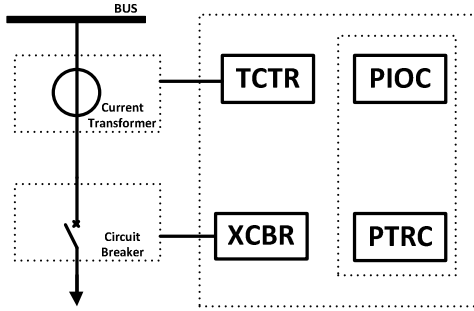 BUS
TCTR
PIOC
Current
Transformer
XCBR
PTRC
Circuit
Breaker